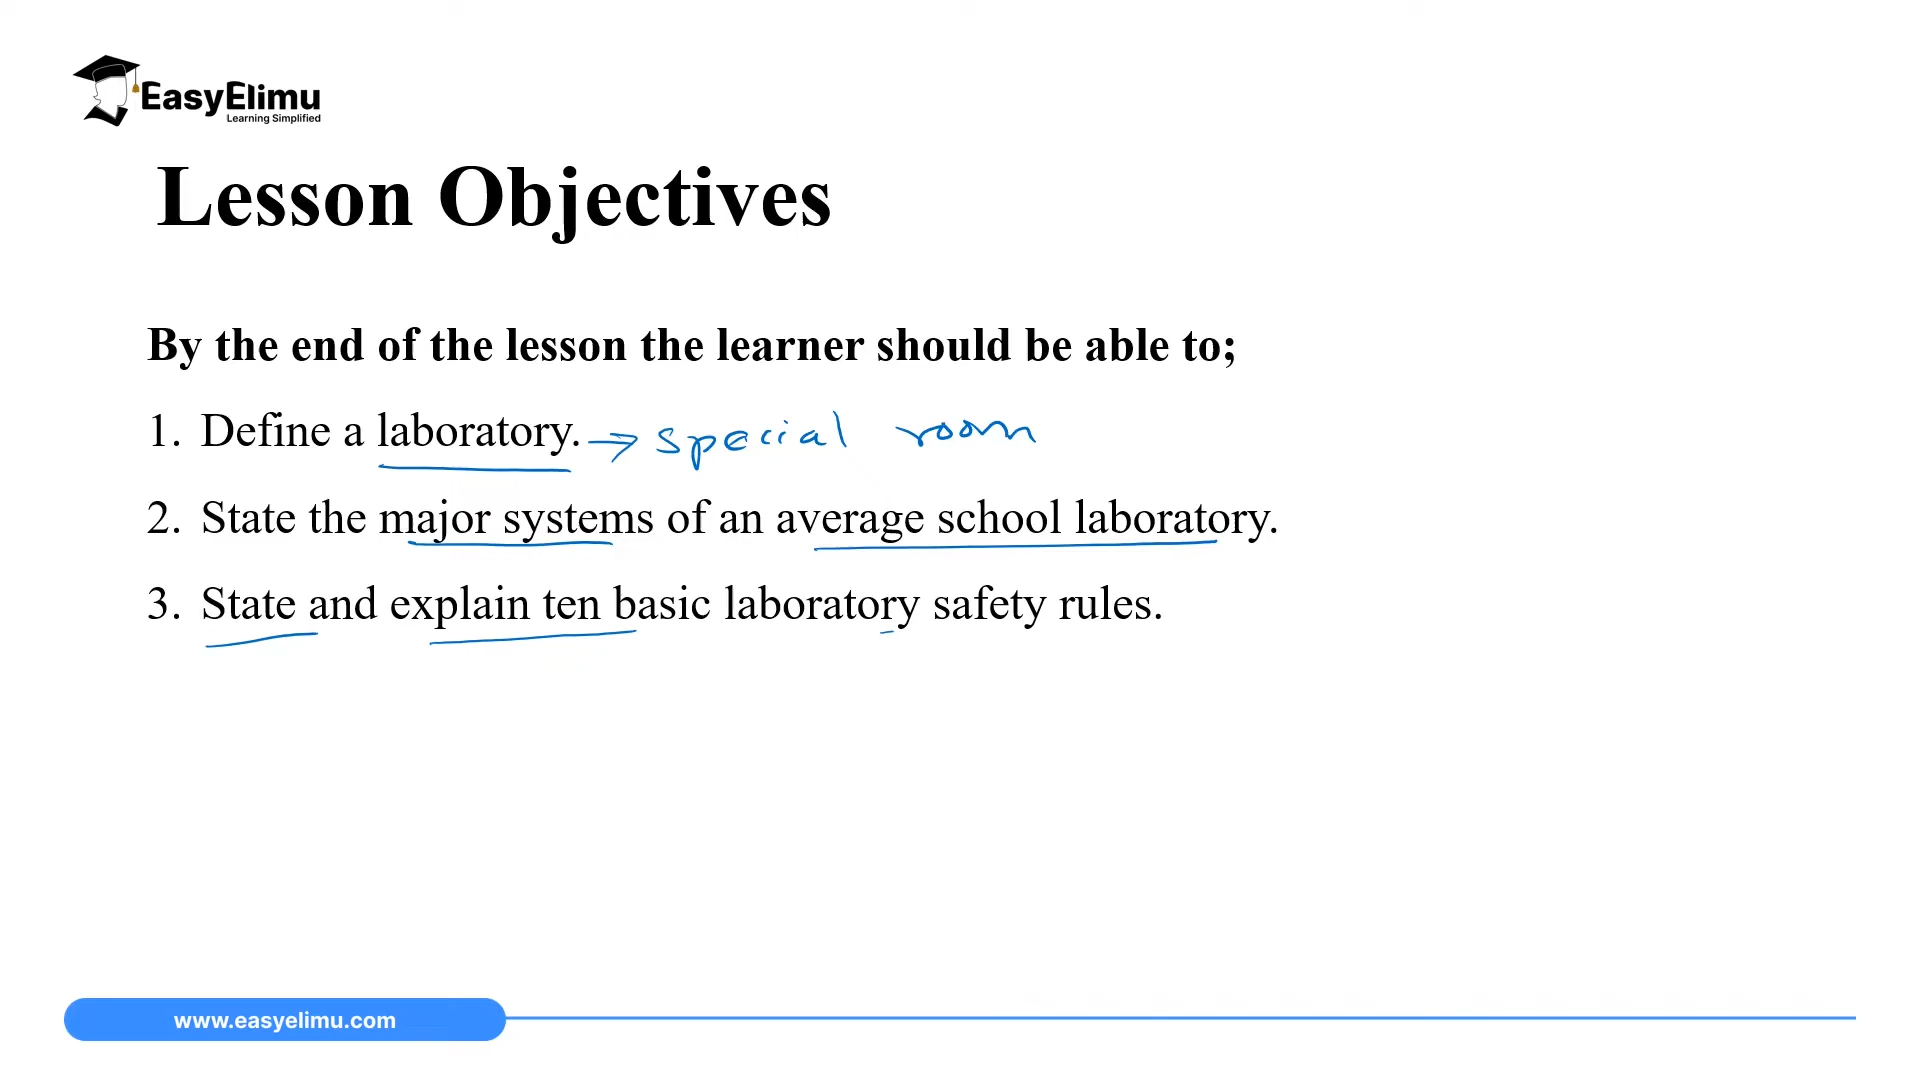 EasyElimu
Learning Simplified
Lesson Objectives
By the end of the lesson the learner should be able to;
1. Define a laboratory. → special room
2. State the major systems of an average school laboratory.
3. State and explain ten basic laboratory safety rules.
www.easyelimu.com